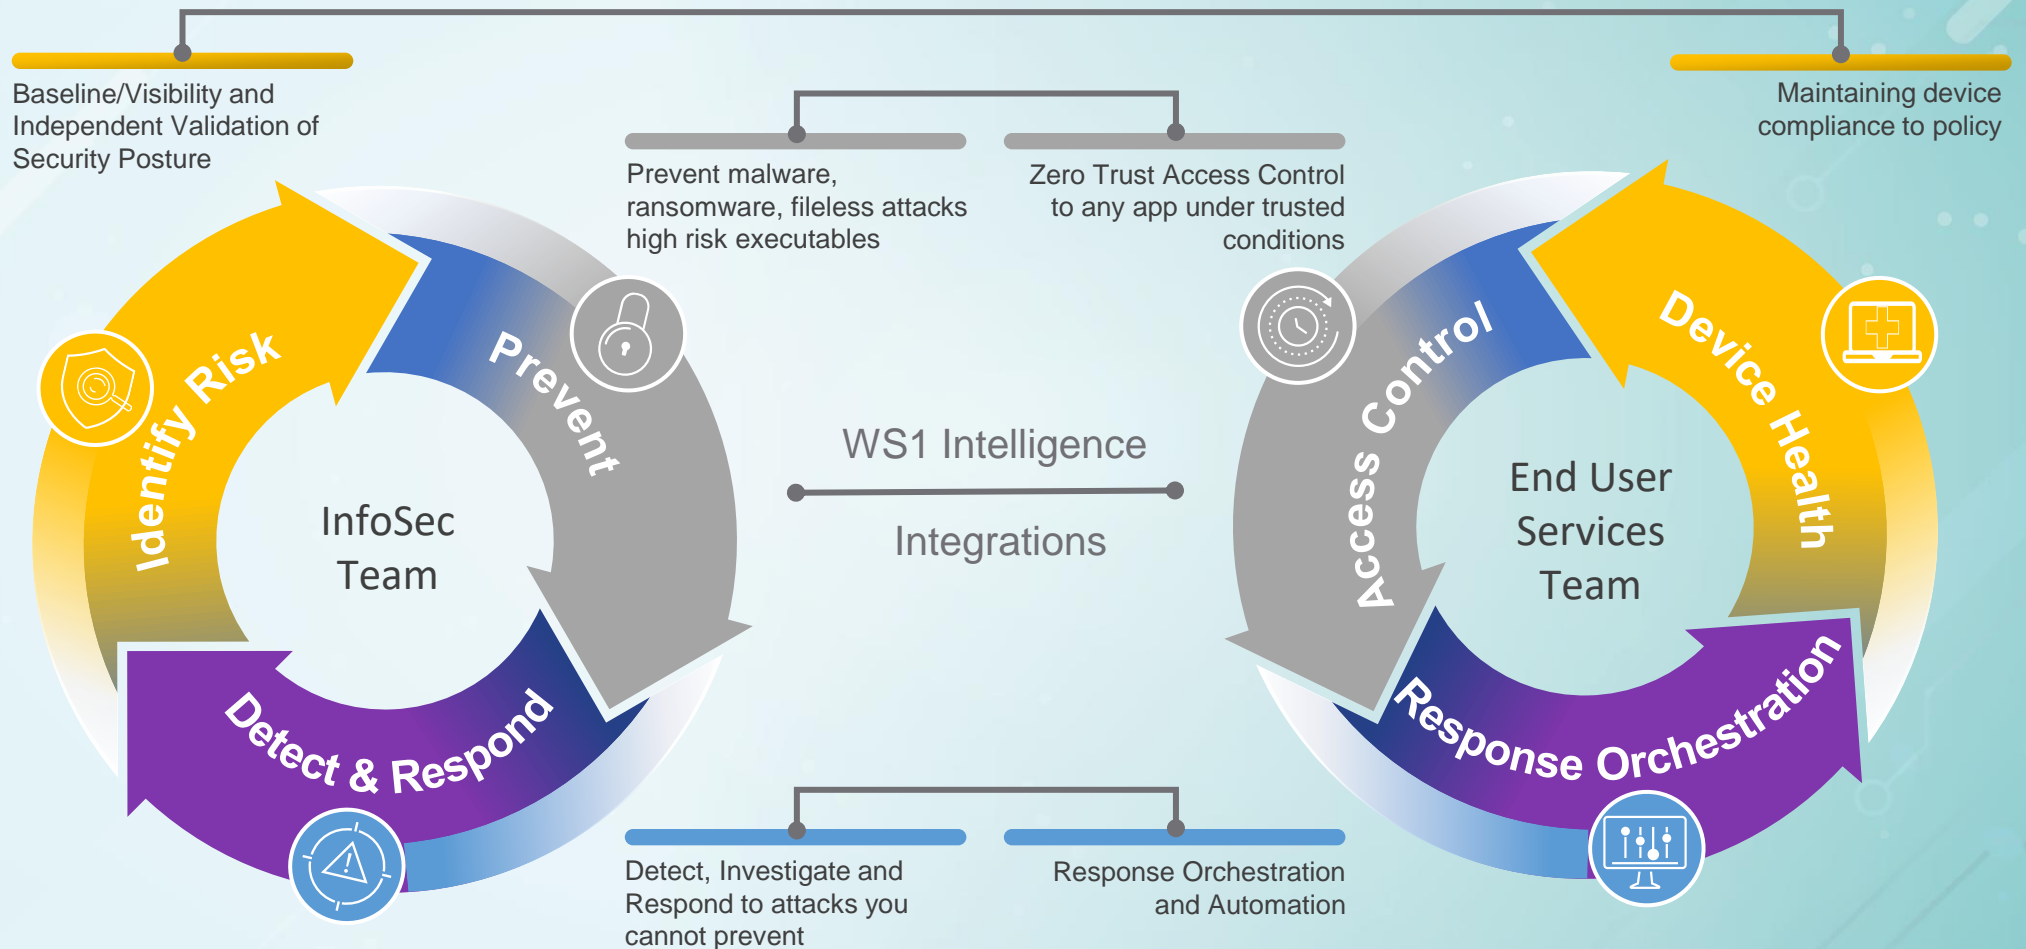 Baseline/Visibility and
Independent Validation of
Security Posture
Maintaining device
compliance to policy
Prevent malware,
ransomware, fileless attacks
high risk executables
Zero Trust Access Control
to any app under trusted
conditions
Identify Risk
Prevent
Detect & Respond
InfoSec
Team
WS1 Intelligence
Integrations
Access Control
Device Health
Response Orchestration
End User
Services
Team
Detect, Investigate and
Respond to attacks you
cannot prevent
Response Orchestration
and Automation